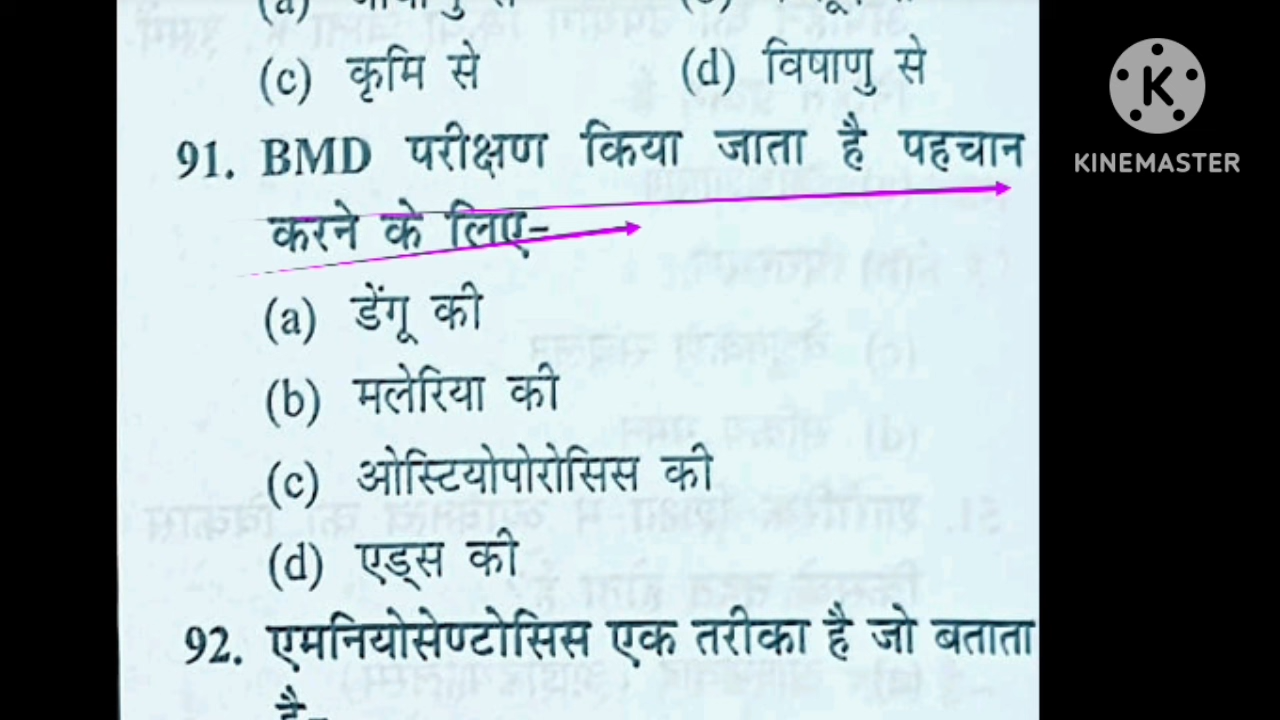 (c) कृमि से (d) विषाणु से
91. BMD परीक्षण किया जाता है पहचान
करने के लिए-
(a) डेंगू की
(b) मलेरिया की
(c) ओस्टियोपोरोसिस की
(d) एड्स की
92. एमनियोसेण्टोसिस एक तरीका है जो बताता
है-
K
KINEMASTER